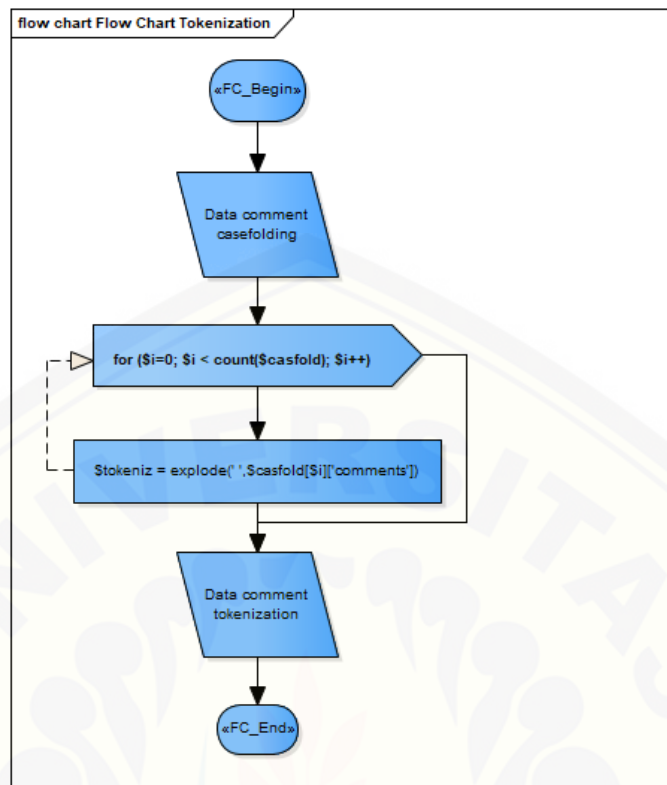 flow chart Flow Chart Tokenization
«FC_Begin»
Data comment
casefolding
for ($i=0; $i < count($casfold); $i++)
$tokeniz = explode(' ',$casfold[$i]['comments'])
Data comment
tokenization
«FC_End»
UNIVERSITAS